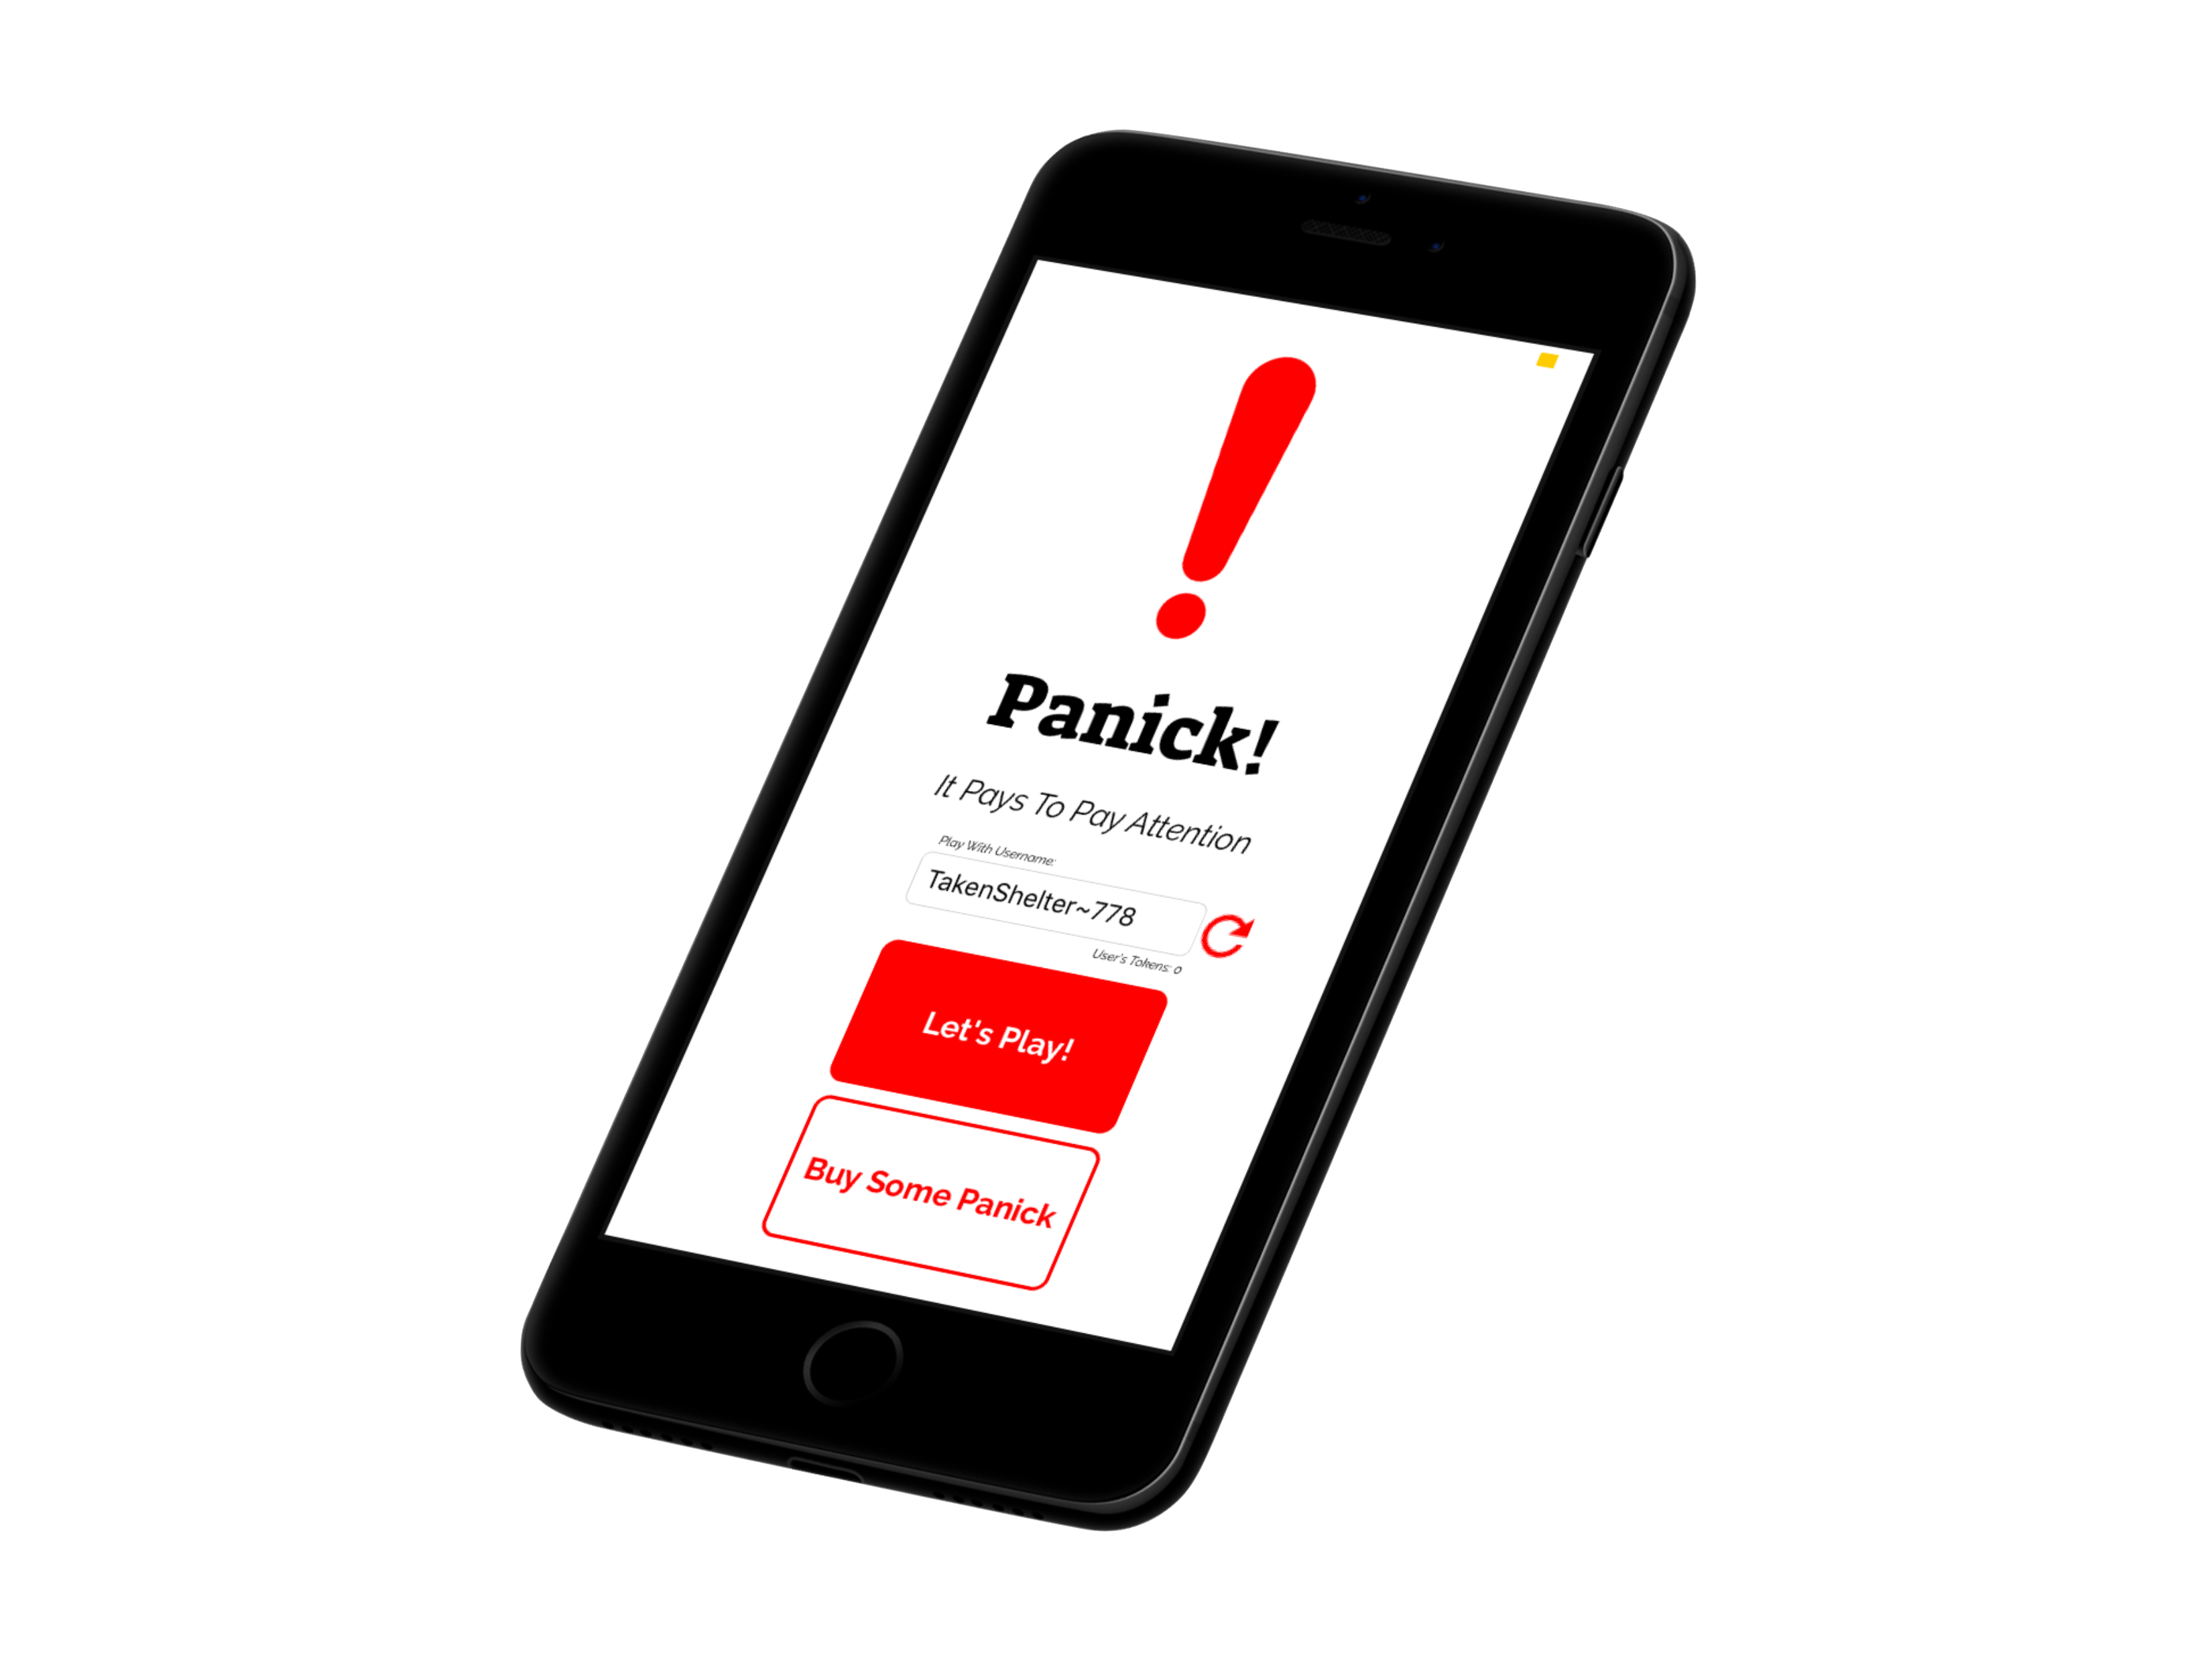 Panick!
It Pays To Pay Attention
Play With Username:
TakenShelter~778
User's Tokens: 0
Let's Play!
Buy Some Panick